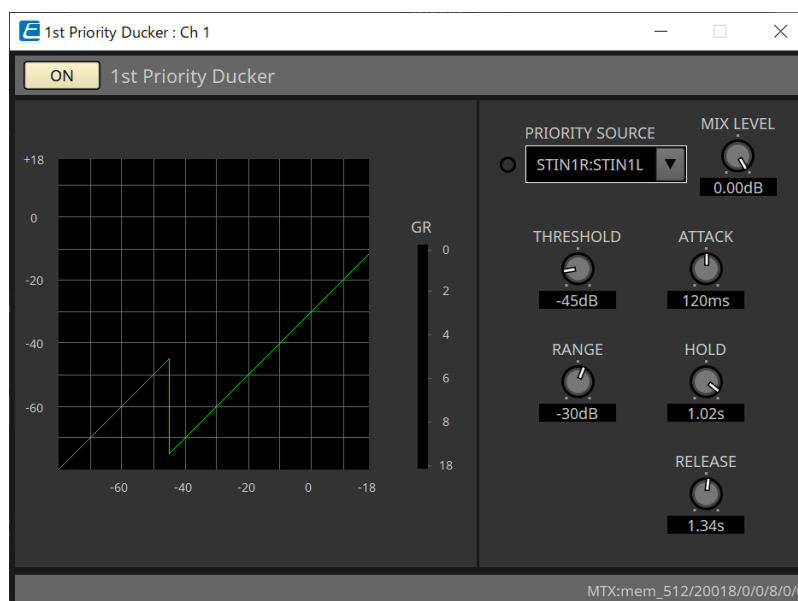 1st Priority Ducker : Ch 1
ON
1st Priority Ducker
PRIORITY SOURCE
MIX LEVEL
STIN1R:STIN1L
0.00dB
+18
0
-20
-40
-60
-60 -40 -20 0 -18
GR
0
2
4
6
8
18
THRESHOLD
ATTACK
-45dB
120ms
RANGE
HOLD
-30dB
1.02s
RELEASE
1.34s
MTX:mem_512/20018/0/0/8/0/